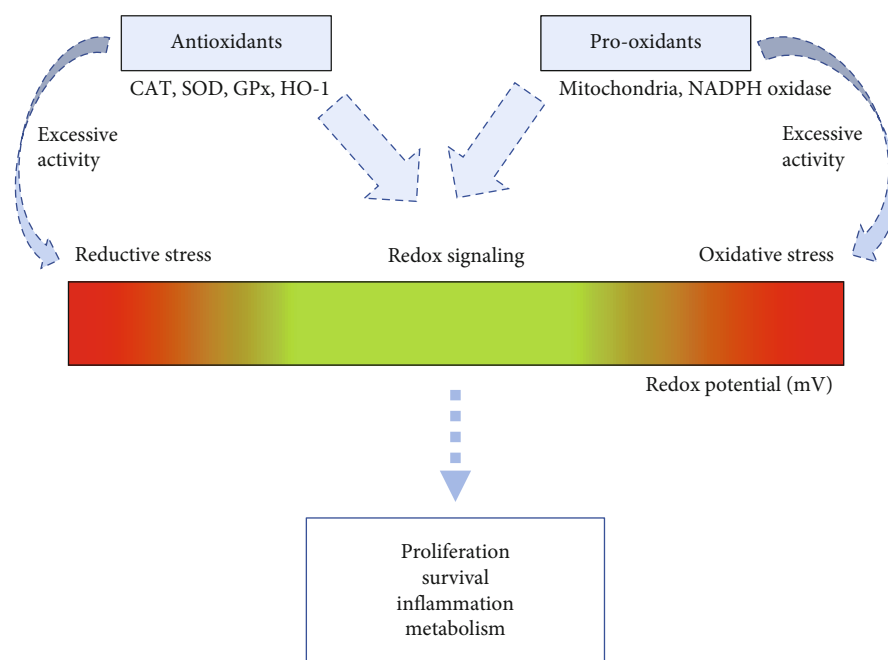 Antioxidants
Pro-oxidants
CAT, SOD, GPx, HO-1
Mitochondria, NADPH oxidase
Excessive
activity
Excessive
activity
Reductive stress
Redox signaling
Oxidative stress
Redox potential (mV)
Proliferation
survival
inflammation
metabolism